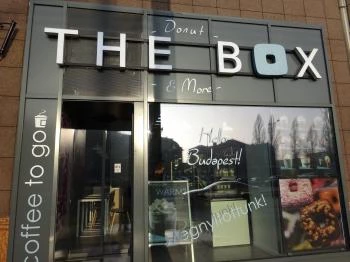 - Donut -
THE BOX
- & More -
coffee to go
Hello
Budapest!
WARM
Megnyitottunk!